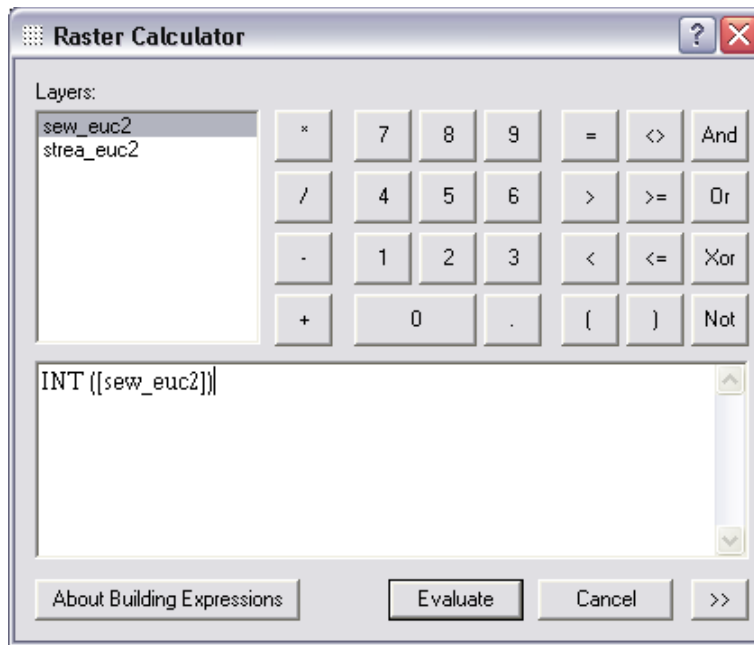 Raster Calculator
Layers:
sew_euc2
strea_euc2
* 7 8 9 = <> And
/ 4 5 6 > >= Or
- 1 2 3 < <= Xor
+ 0 . ( ) Not
INT ([sew_euc2])
About Building Expressions Evaluate Cancel >>